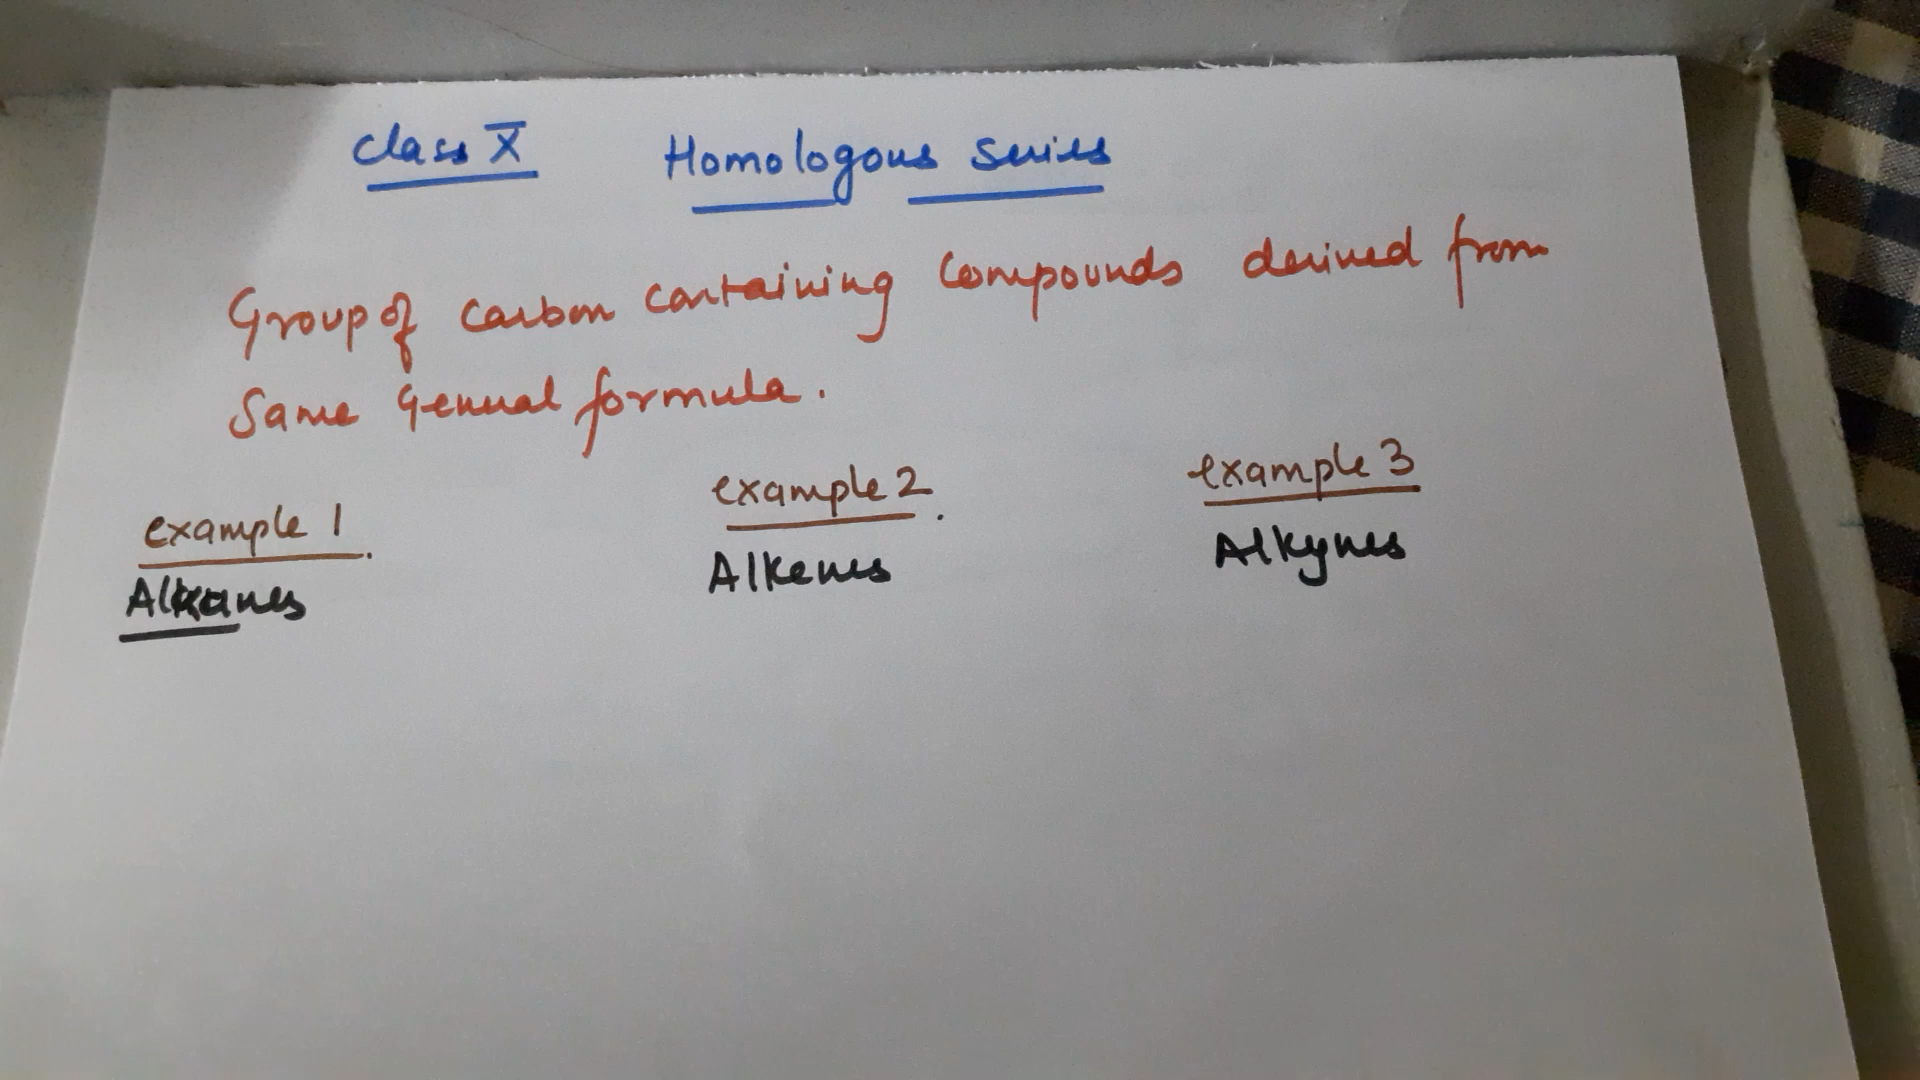 class X Homologous series
Group of carbon containing compounds derived from
Same General formula.
example 1. example 2. example 3
Alkanes Alkenes Alkynes